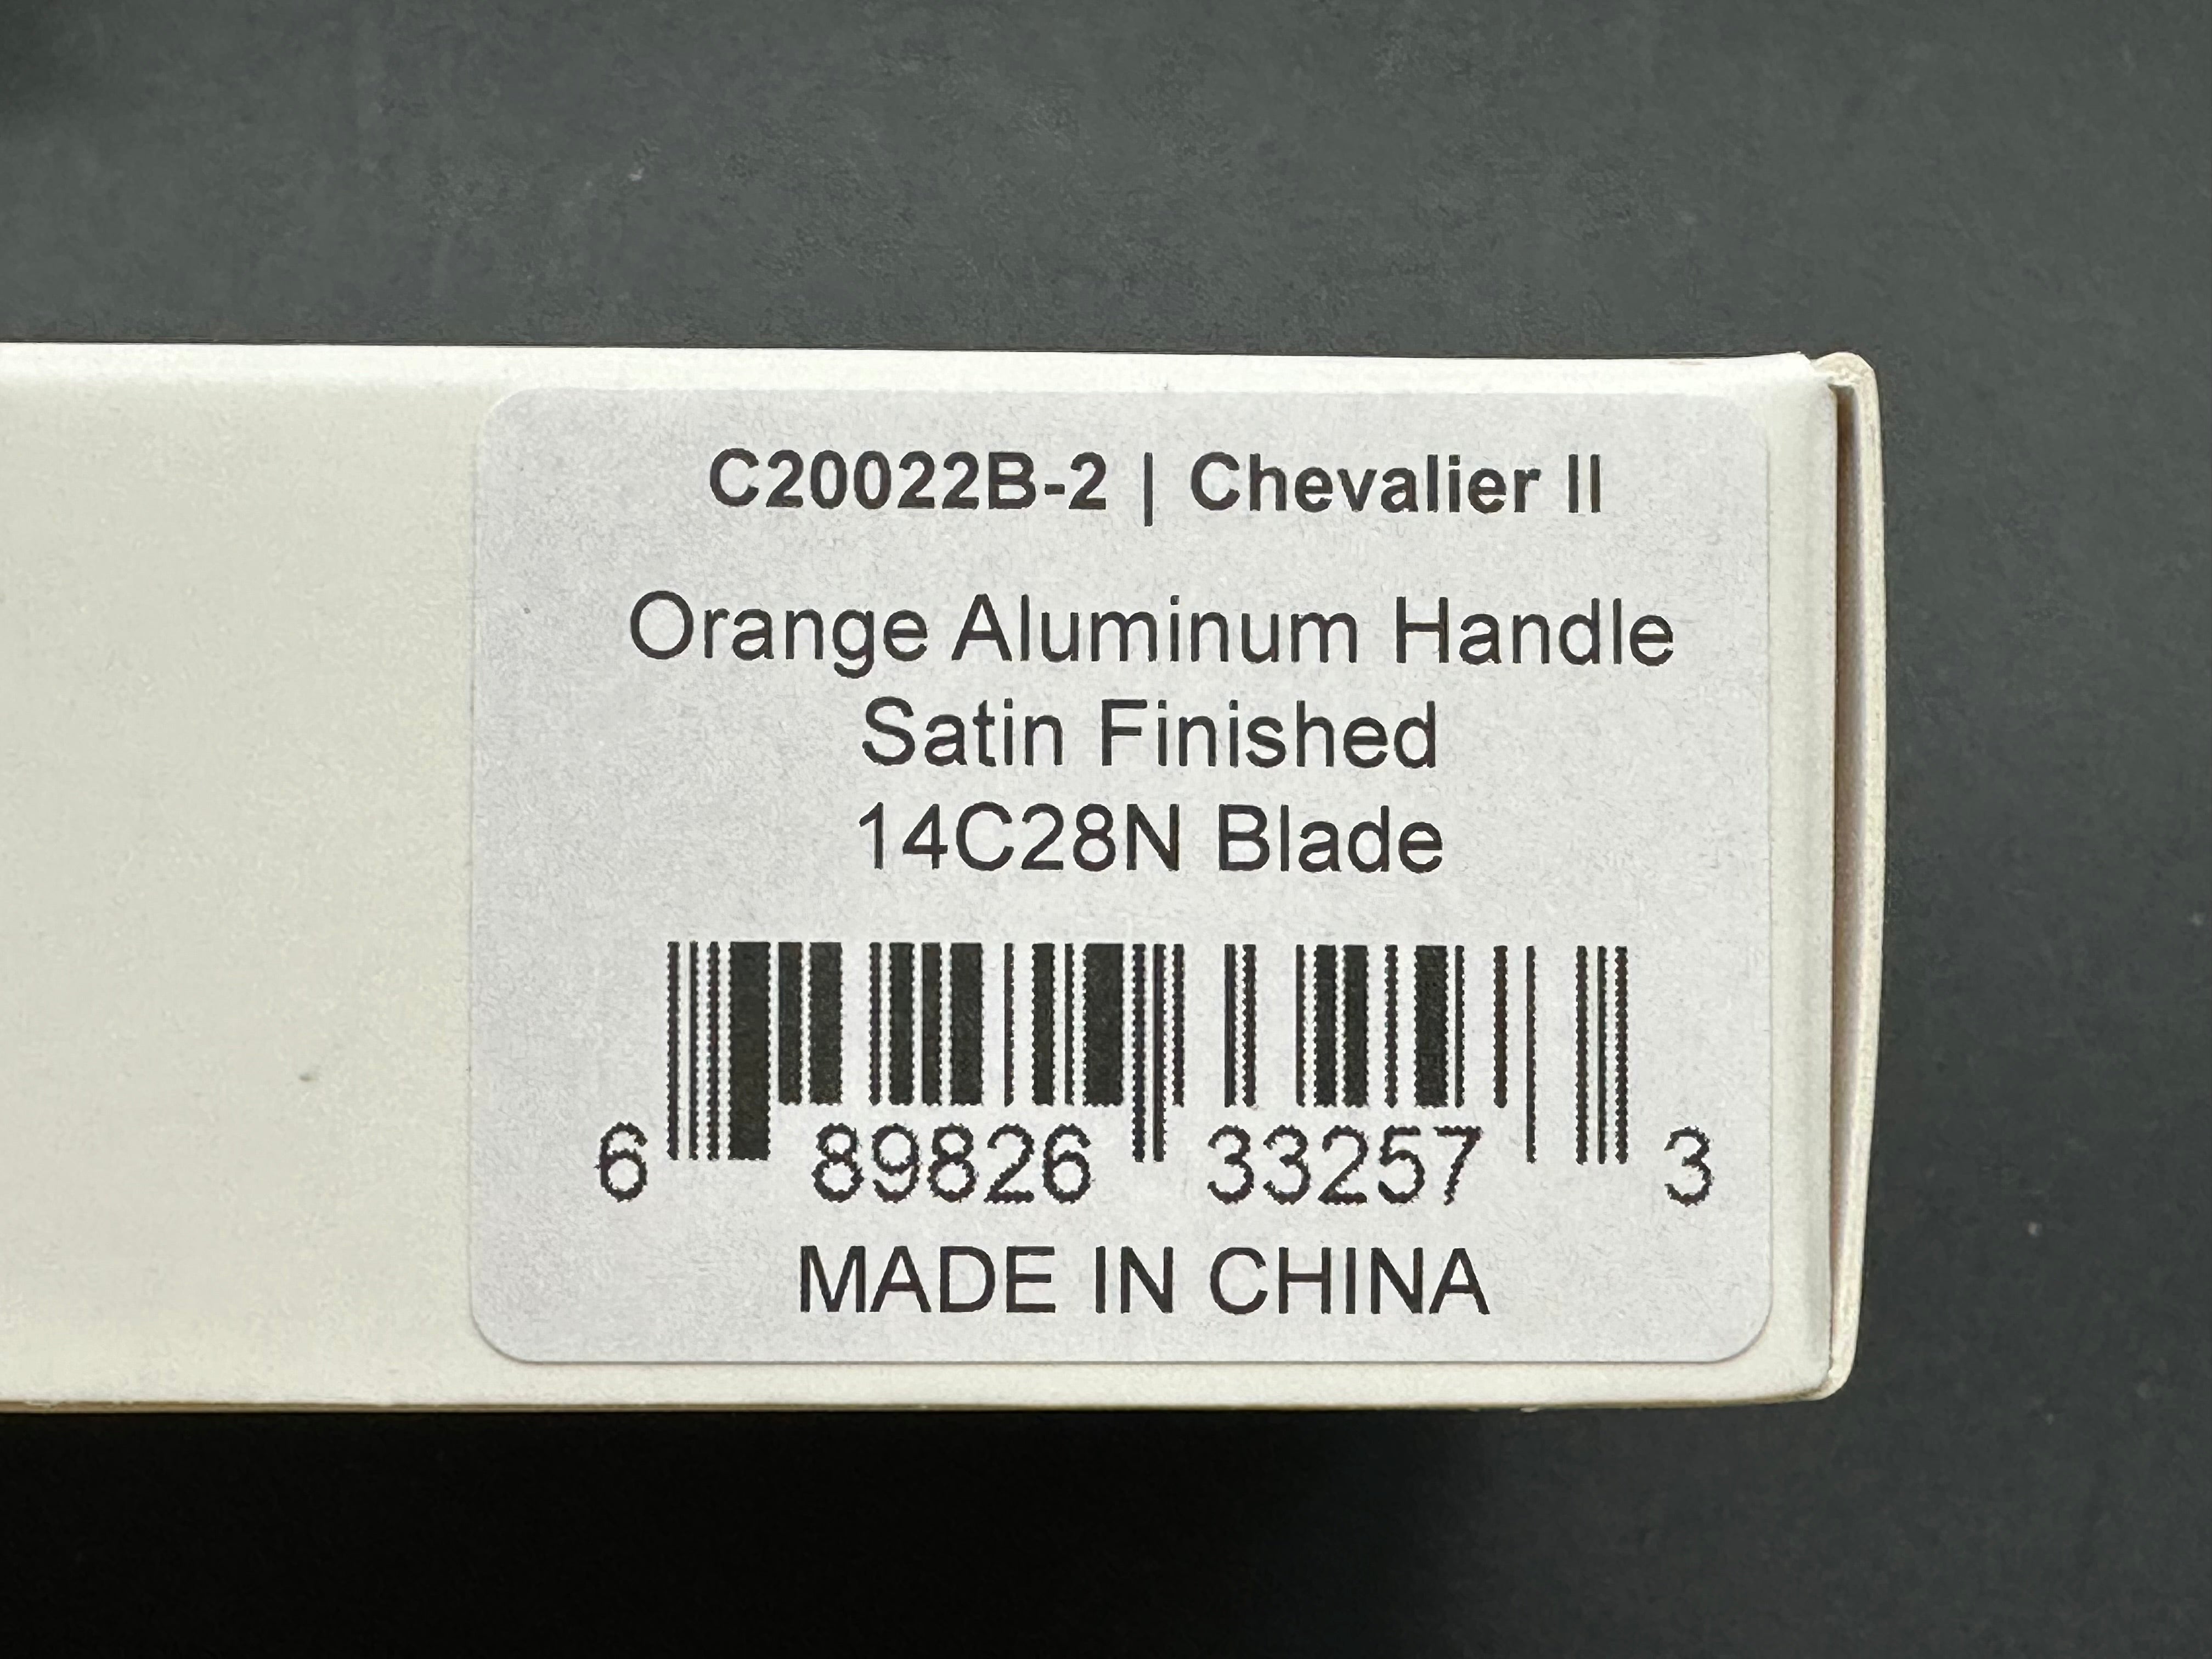 C20022B-2 | Chevalier II
Orange Aluminum Handle
Satin Finished
14C28N Blade
6 89826 33257 3
MADE IN CHINA